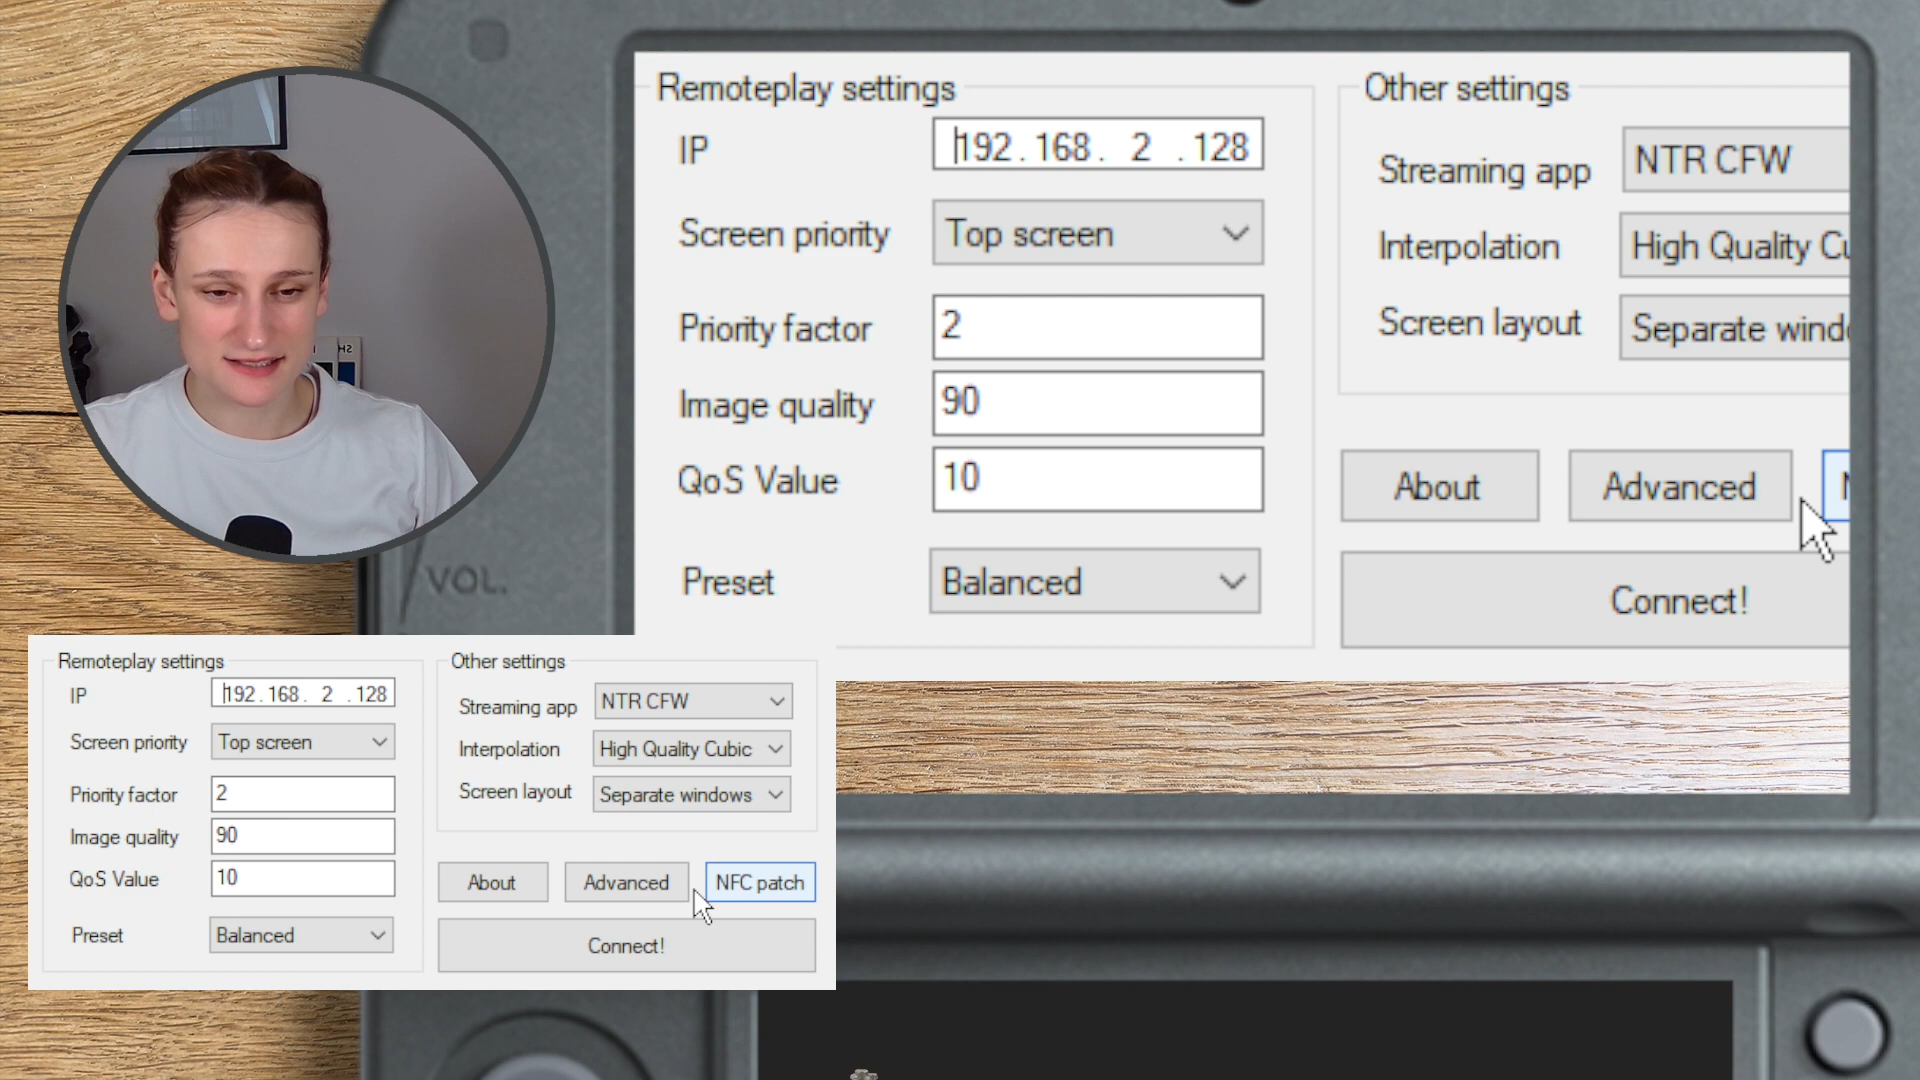 Remoteplay settings
IP
192.168. 2 .128
Screen priority
Top screen
Priority factor
2
Image quality
90
QoS Value
10
Preset
Balanced
Other settings
Streaming app
NTR CFW
Interpolation
High Quality Cu
Screen layout
Separate windo
About
Advanced
Connect!
VOL.
Remoteplay settings
IP
192.168. 2 .128
Screen priority
Top screen
Priority factor
2
Image quality
90
QoS Value
10
Preset
Balanced
Other settings
Streaming app
NTR CFW
Interpolation
High Quality Cubic
Screen layout
Separate windows
About
Advanced
NFC patch
Connect!